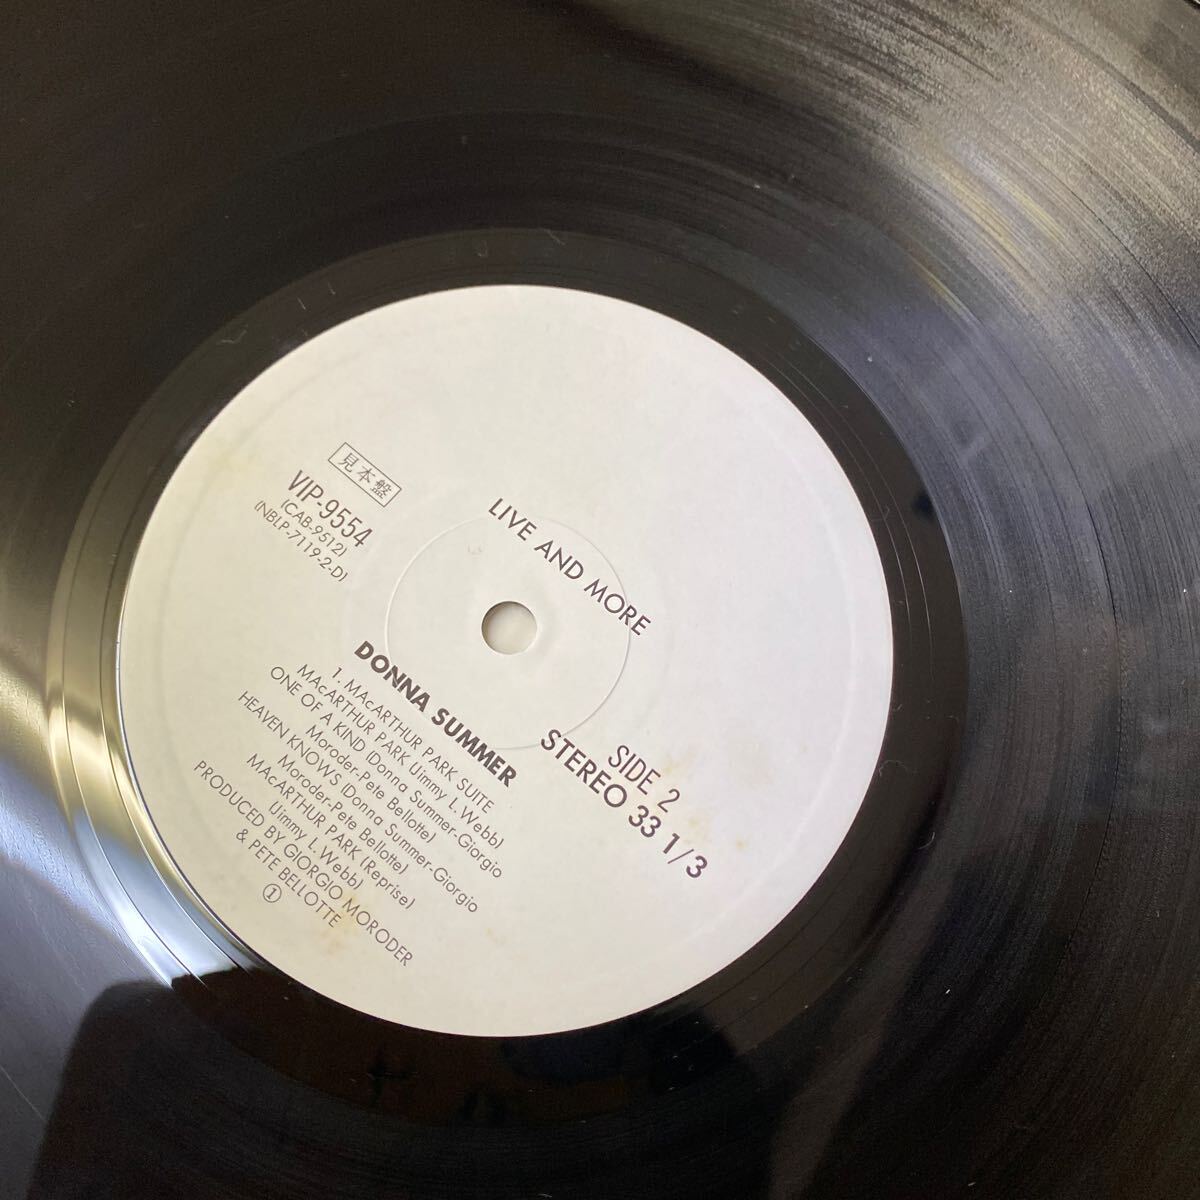 見本盤
VIP-9554
(CAB-9512)
(NBLP-7119-2-D)
LIVE AND MORE
SIDE 2
STEREO 33 1/3
DONNA SUMMER
1. MAcARTHUR PARK SUITE
MAcARTHUR PARK (Jimmy L. Webb)
ONE OF A KIND (Donna Summer-Giorgio
Moroder-Pete Bellotte)
HEAVEN KNOWS (Donna Summer-Giorgio
Moroder-Pete Bellotte)
MAcARTHUR PARK (Reprise)
(Jimmy L. Webb)
PRODUCED BY GIORGIO MORODER
& PETE BELLOTTE
①